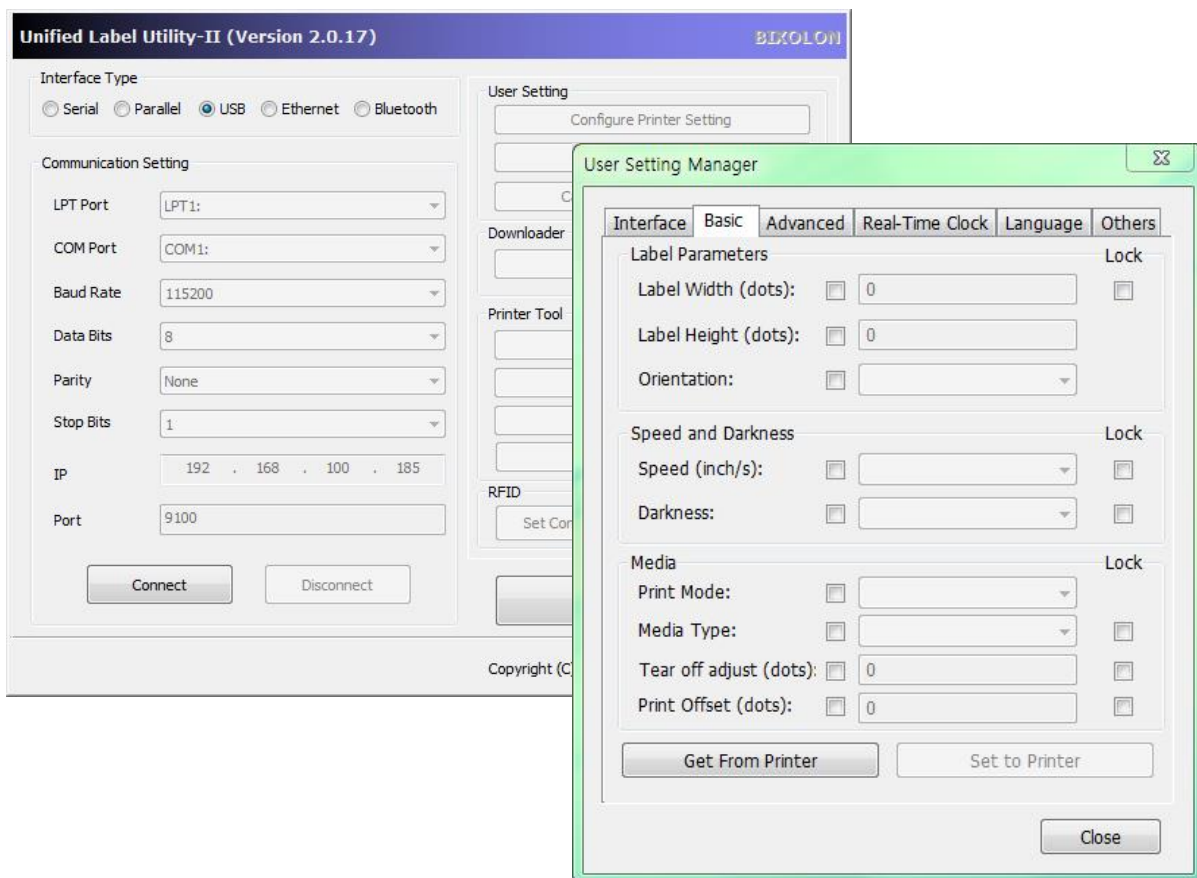 Unified Label Utility-II (Version 2.0.17) BIXOLON
Interface Type
Serial Parallel USB Ethernet Bluetooth
Communication Setting
LPT Port LPT1:
COM Port COM1:
Baud Rate 115200
Data Bits 8
Parity None
Stop Bits 1
IP 192 . 168 . 100 . 185
Port 9100
Connect Disconnect
User Setting
Configure Printer Setting
Downloader
Printer Tool
RFID
Copyright (C)
User Setting Manager
Interface Basic Advanced Real-Time Clock Language Others
Label Parameters Lock
Label Width (dots): 0
Label Height (dots): 0
Orientation:
Speed and Darkness Lock
Speed (inch/s):
Darkness:
Media Lock
Print Mode:
Media Type:
Tear off adjust (dots): 0
Print Offset (dots): 0
Get From Printer Set to Printer
Close